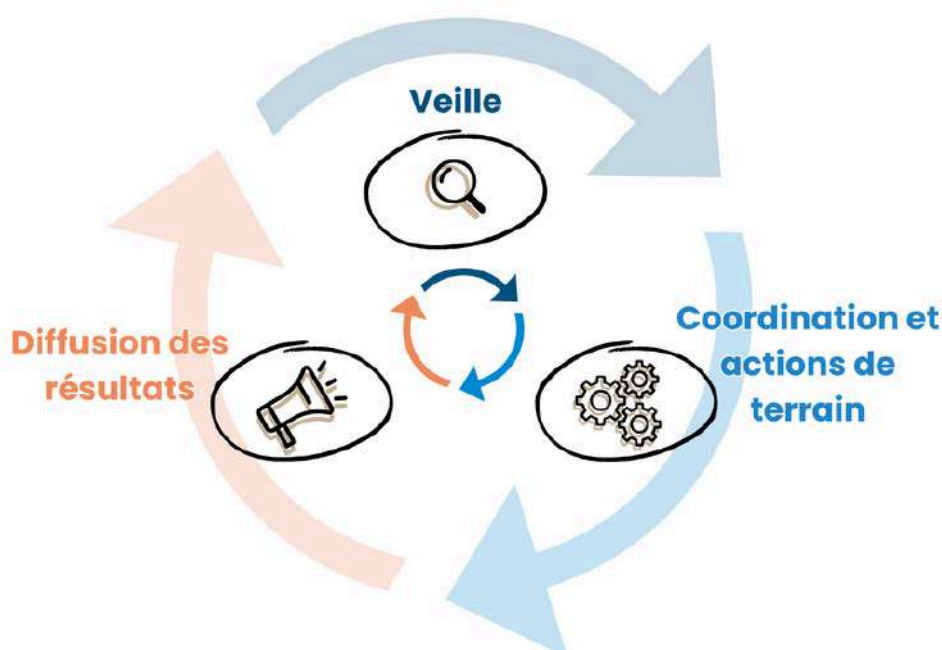 Veille
Coordination et
actions de
terrain
Diffusion des
résultats